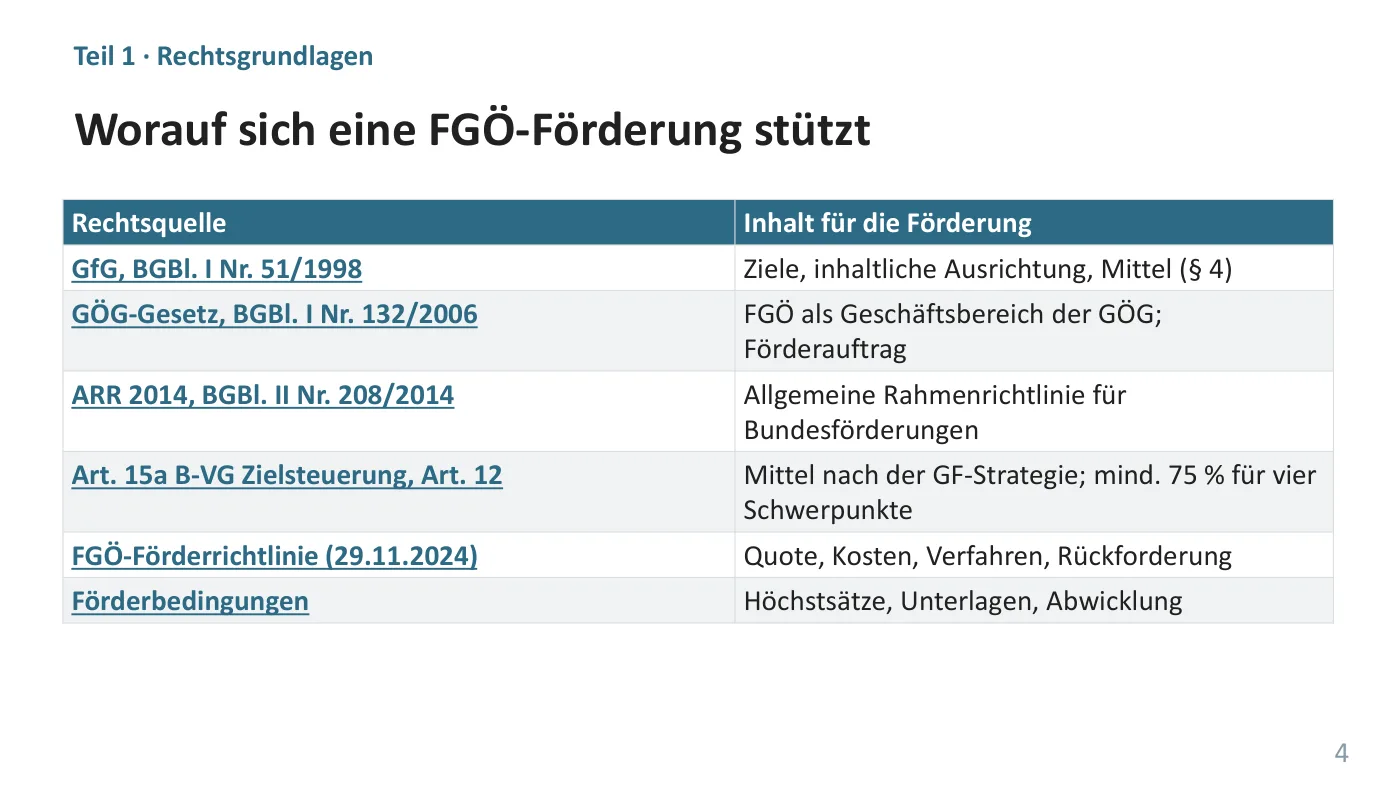 Teil 1 · Rechtsgrundlagen
Worauf sich eine FGÖ-Förderung stützt
Rechtsquelle
Inhalt für die Förderung
GfG, BGBl. I Nr. 51/1998
Ziele, inhaltliche Ausrichtung, Mittel (§ 4)
GÖG-Gesetz, BGBl. I Nr. 132/2006
FGÖ als Geschäftsbereich der GÖG;
Förderauftrag
ARR 2014, BGBl. II Nr. 208/2014
Allgemeine Rahmenrichtlinie für
Bundesförderungen
Art. 15a B-VG Zielsteuerung, Art. 12
Mittel nach der GF-Strategie; mind. 75 % für vier
Schwerpunkte
FGÖ-Förderrichtlinie (29.11.2024)
Quote, Kosten, Verfahren, Rückforderung
Förderbedingungen
Höchstsätze, Unterlagen, Abwicklung
4